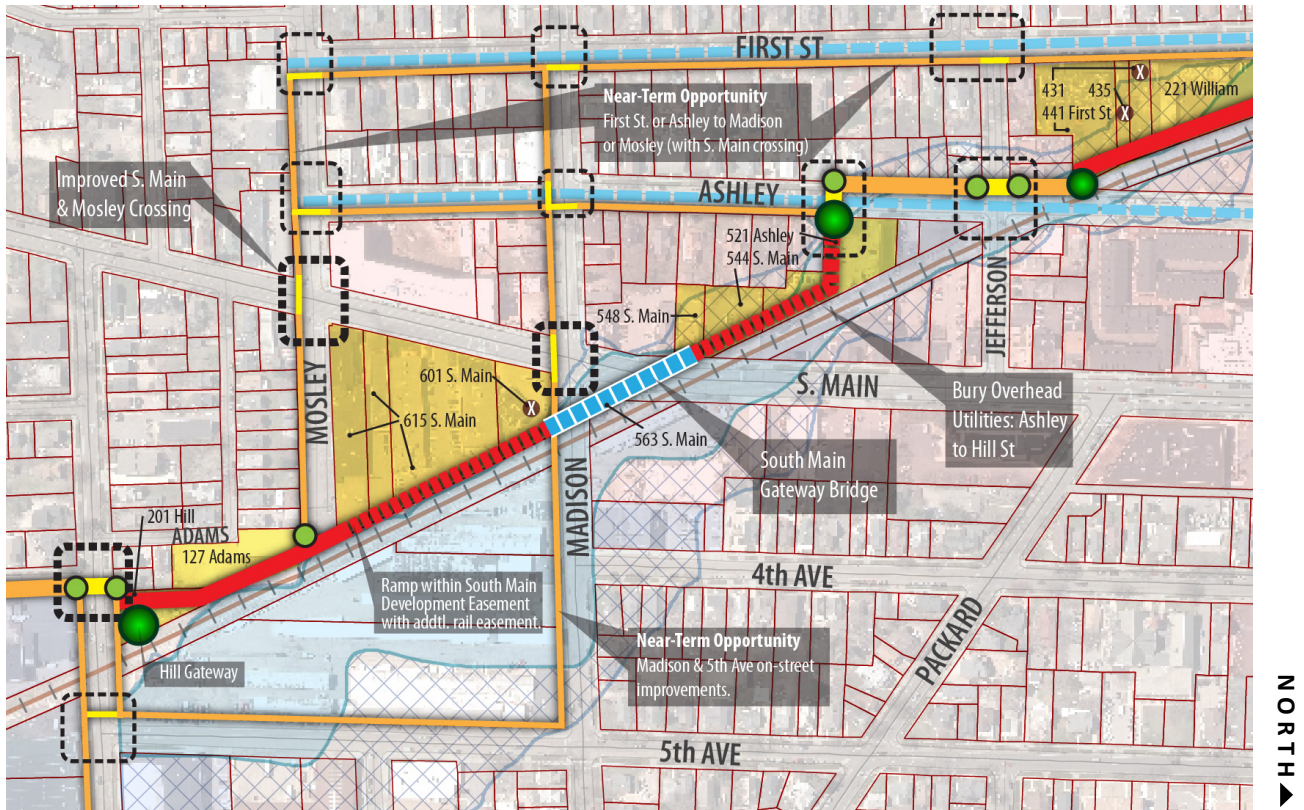 FIRST ST
Near-Term Opportunity
First St. or Ashley to Madison
or Mosley (with S. Main crossing)
431
435
441 First St
X
X
221 William
Improved S. Main
& Mosley Crossing
ASHLEY
521 Ashley
544 S. Main
548 S. Main
JEFFERSON
S. MAIN
MOSLEY
601 S. Main
X
615 S. Main
563 S. Main
Bury Overhead
Utilities: Ashley
to Hill St
South Main
Gateway Bridge
MADISON
201 Hill
ADAMS
127 Adams
Ramp within South Main
Development Easement
with addtl. rail easement.
4th AVE
PACKARD
Near-Term Opportunity
Madison & 5th Ave on-street
improvements.
Hill Gateway
5th AVE
NORTH